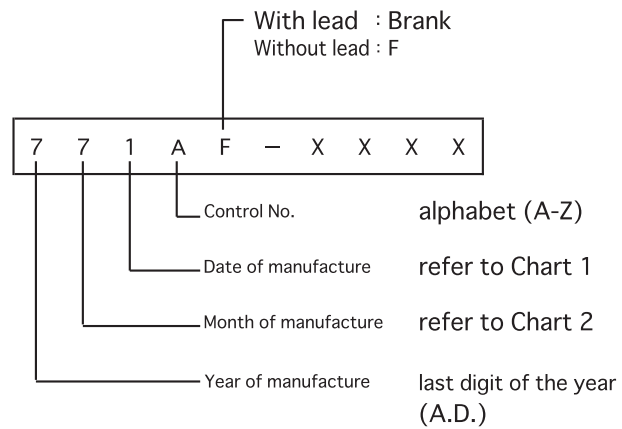 With lead : Brank
Without lead : F
7 7 1 A F – X X X X
Control No. alphabet (A-Z)
Date of manufacture refer to Chart 1
Month of manufacture refer to Chart 2
Year of manufacture last digit of the year
(A.D.)